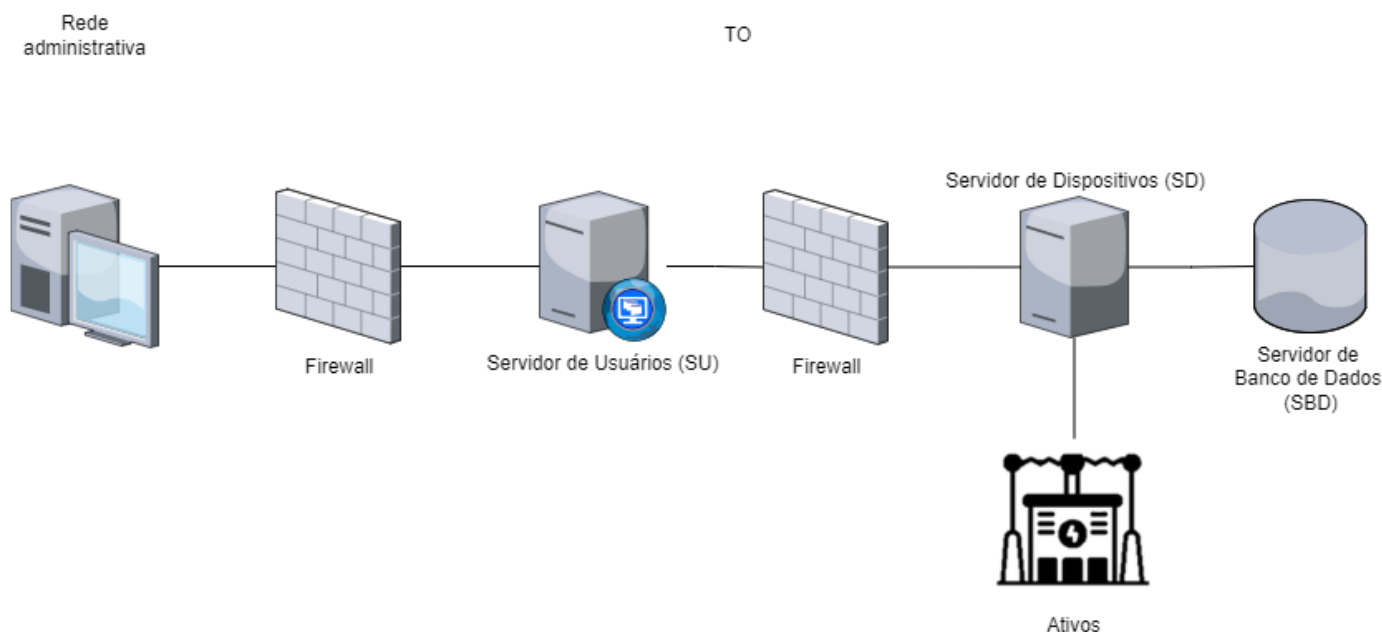 Rede
administrativa
TO
Servidor de Dispositivos (SD)
Firewall
Servidor de Usuários (SU)
Firewall
Servidor de
Banco de Dados
(SBD)
Ativos